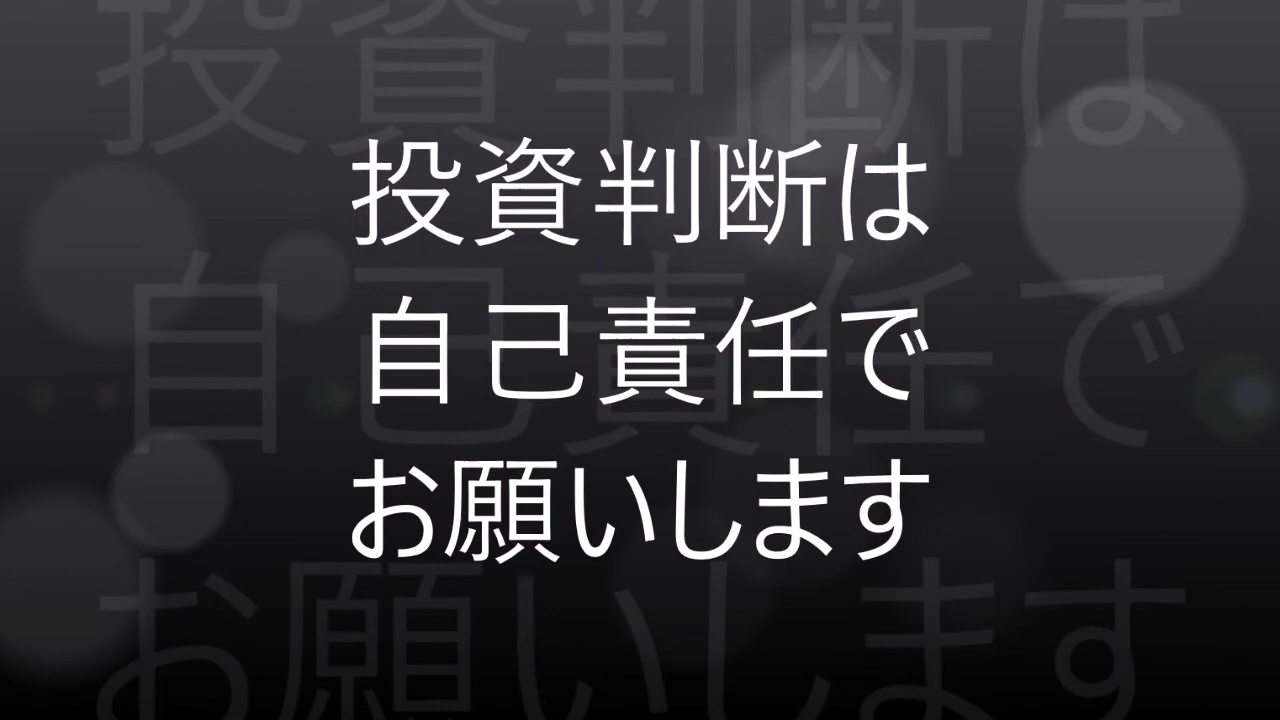 投資判断は
自己責任で
お願いします